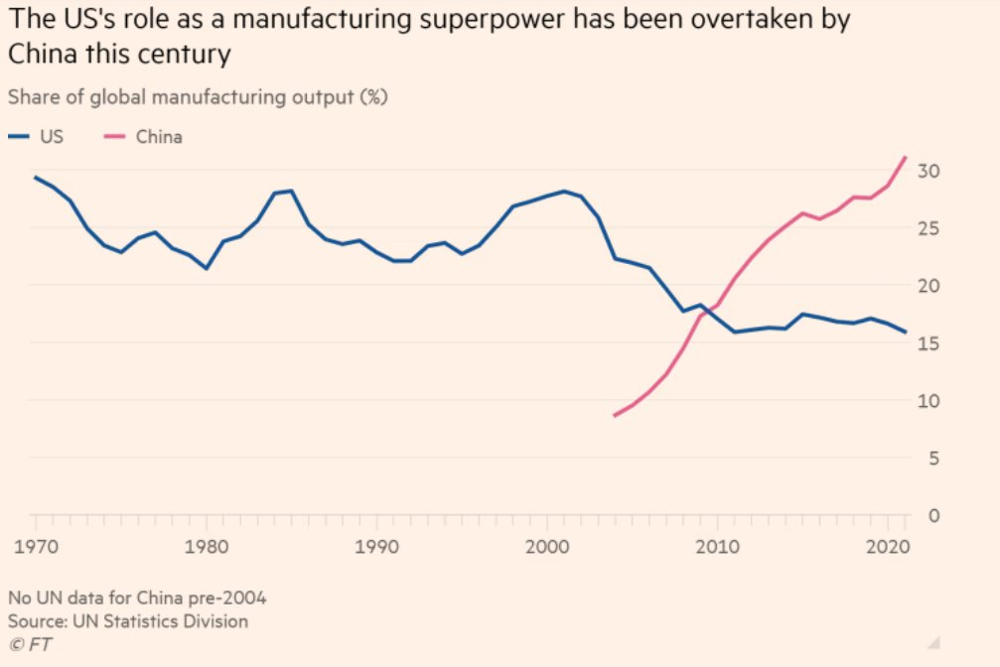 The US's role as a manufacturing superpower has been overtaken by
China this century
Share of global manufacturing output (%)
US China
30
25
20
15
10
5
0
1970 1980 1990 2000 2010 2020
No UN data for China pre-2004
Source: UN Statistics Division
© FT